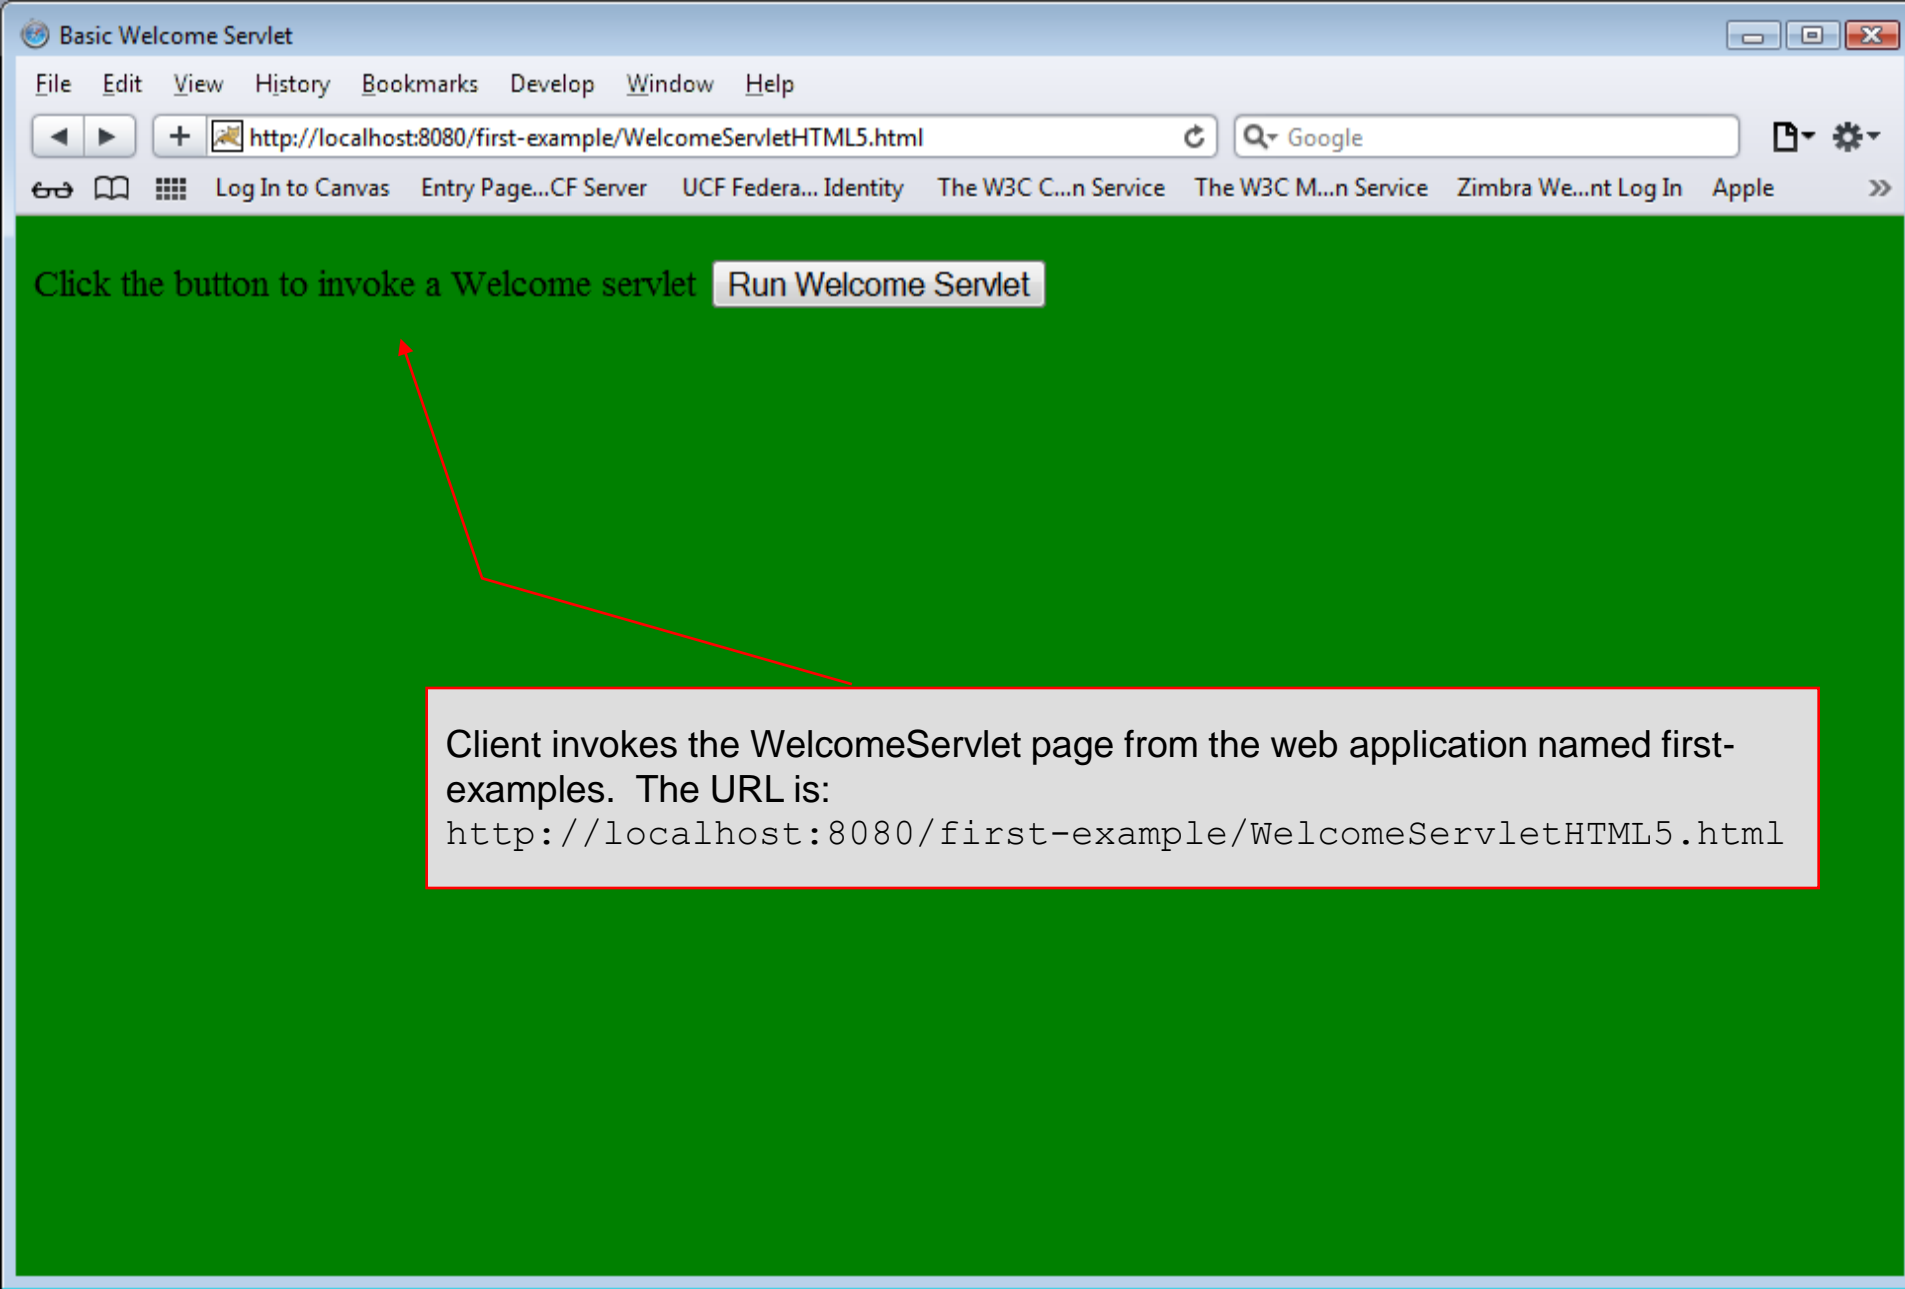 Basic Welcome Servlet
File Edit View History Bookmarks Develop Window Help
http://localhost:8080/first-example/WelcomeServletHTML5.html Google
Log In to Canvas Entry Page...CF Server UCF Federa... Identity The W3C C...n Service The W3C M...n Service Zimbra We...nt Log In Apple
Click the button to invoke a Welcome servlet Run Welcome Servlet
Client invokes the WelcomeServlet page from the web application named first-
examples. The URL is:
http://localhost:8080/first-example/WelcomeServletHTML5.html